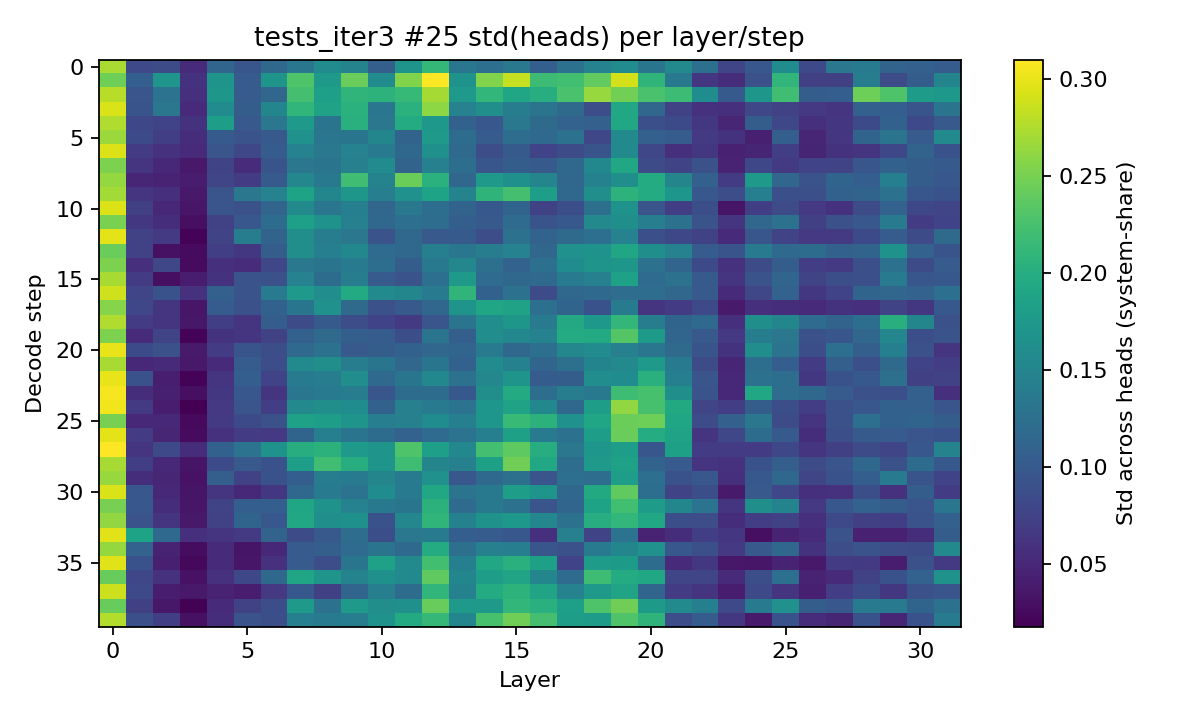 tests_iter3 #25 std(heads) per layer/step
0
5
10
15
20
25
30
35
Decode step
0 5 10 15 20 25 30
Layer
0.30
0.25
0.20
0.15
0.10
0.05
Std across heads (system-share)